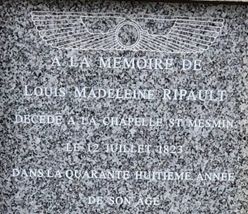 A LA MEMOIRE DE
LOUIS MADELEINE RIPAULT
DECEDE A LA CHAPELLE ST MESMIN
LE 12 JUILLET 1823
DANS LA QUARANTE HUITIEME ANNEE
DE SON AGE